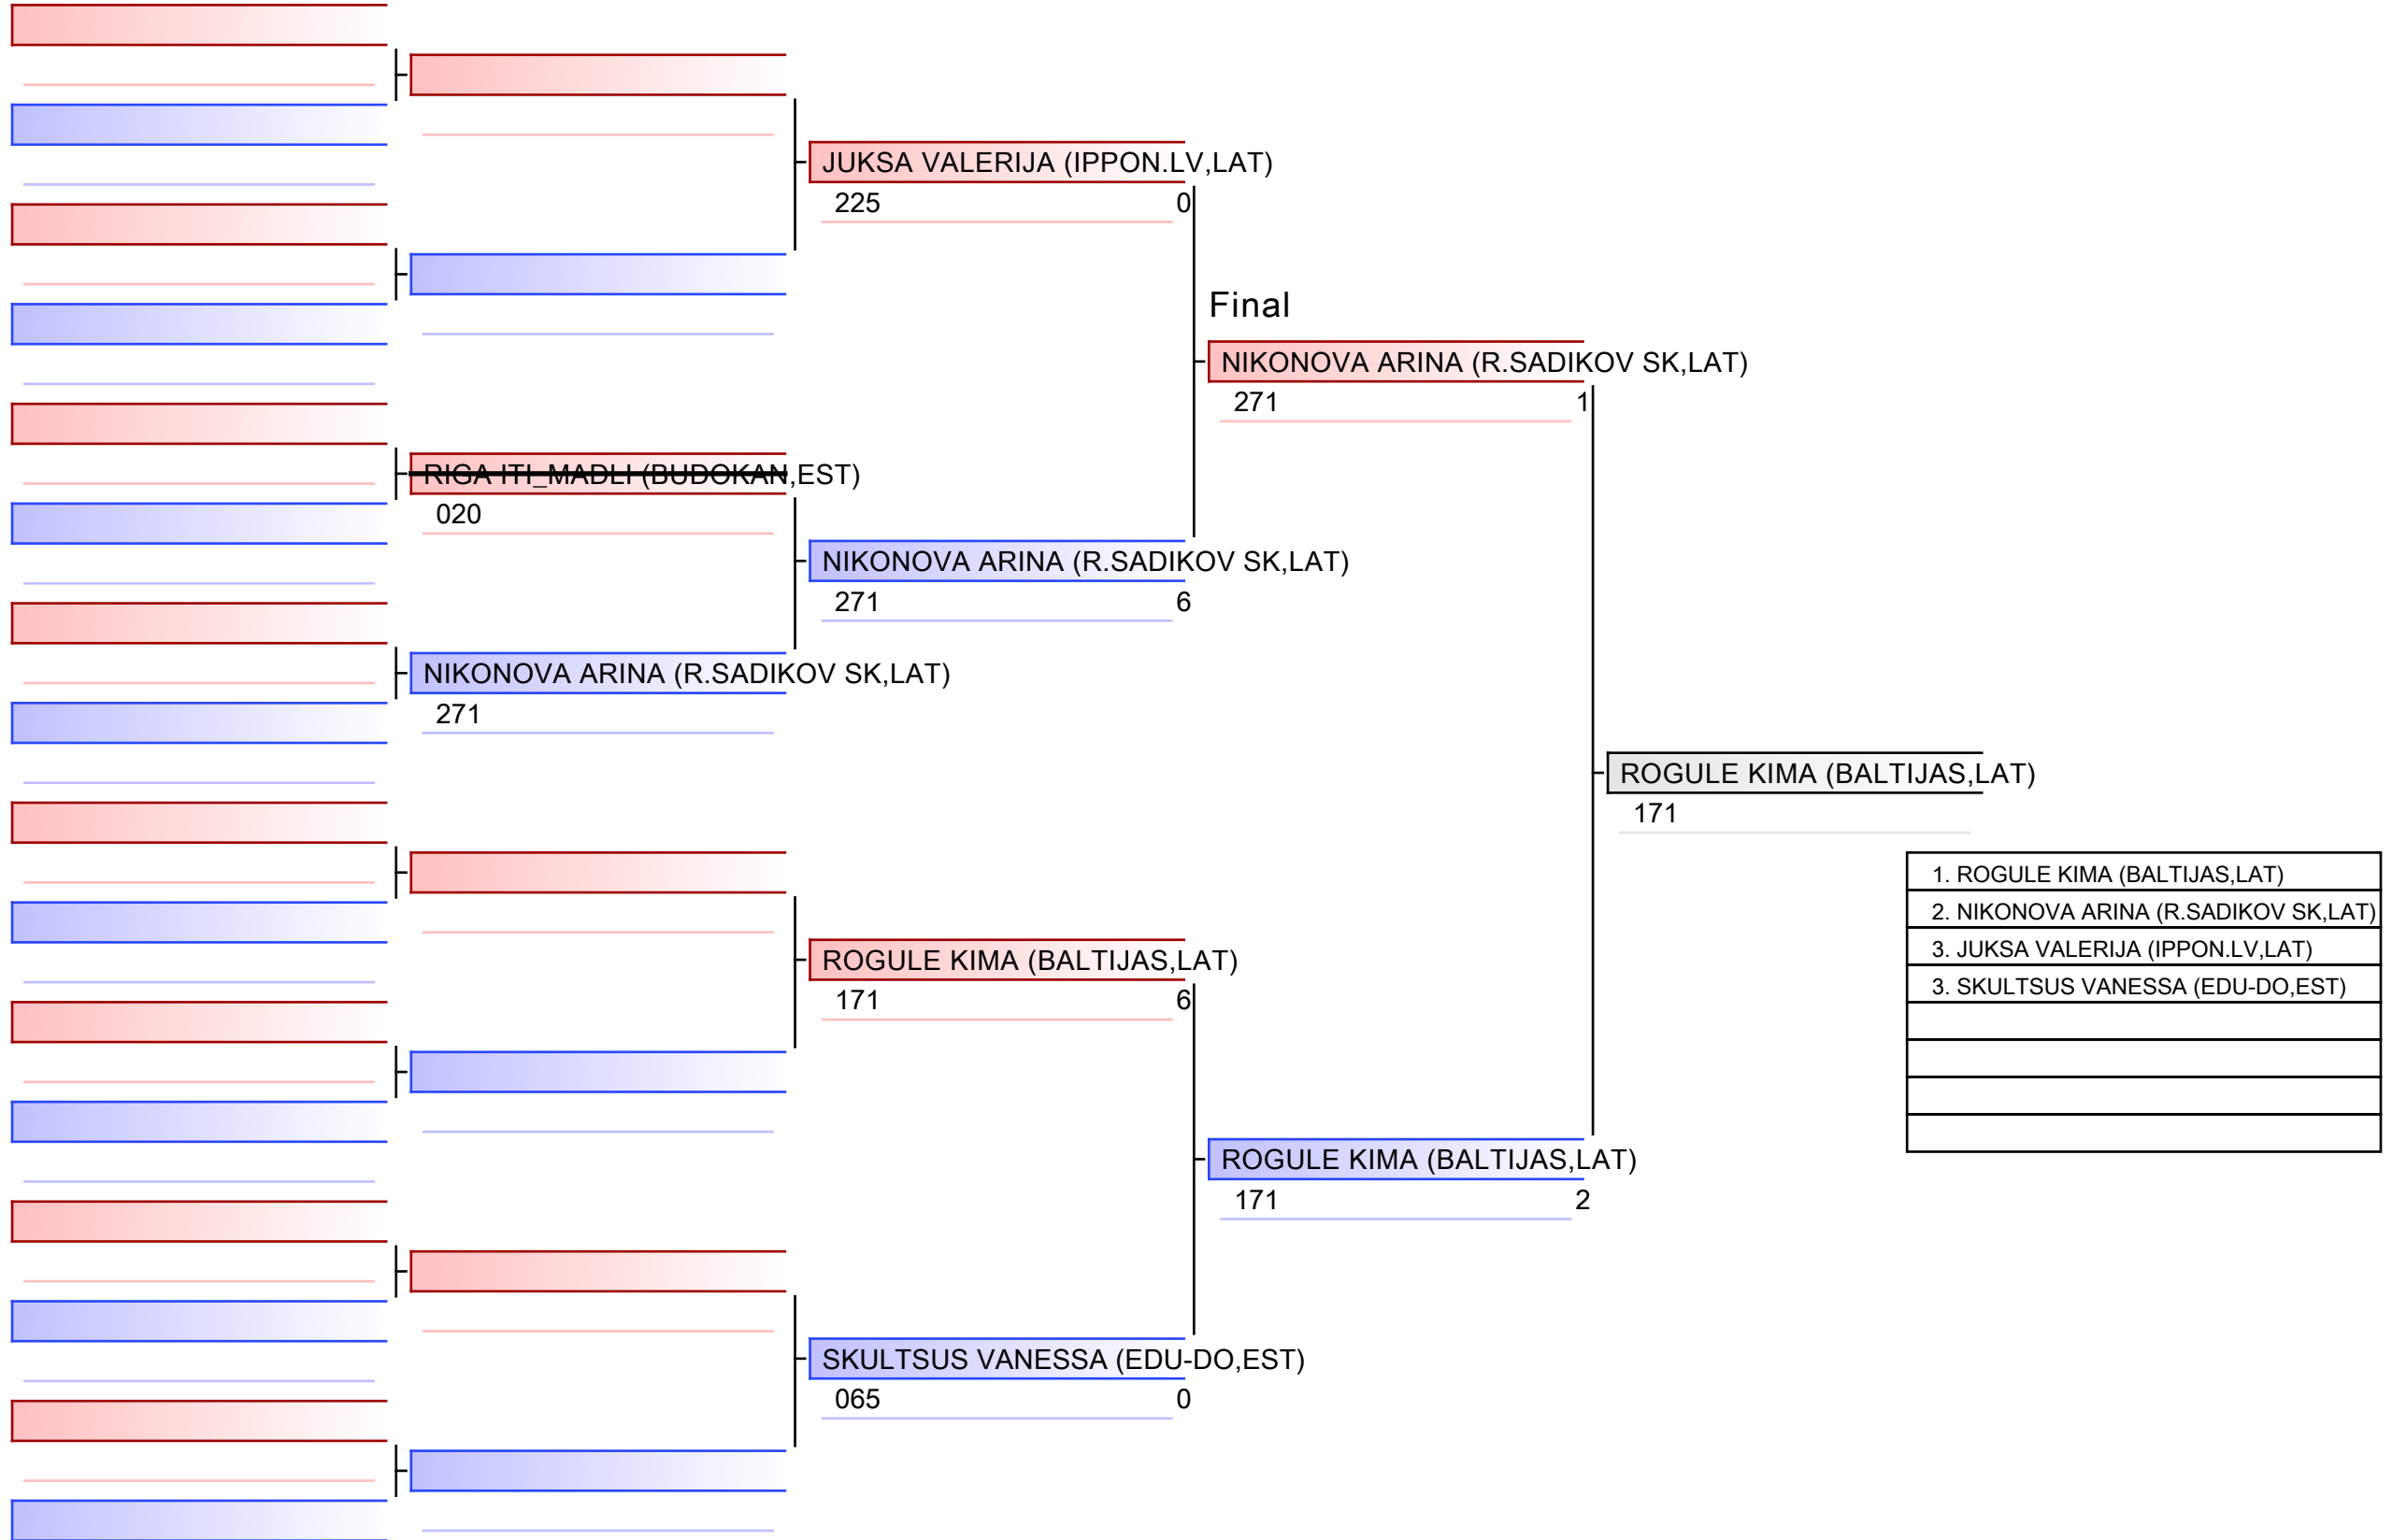 JUKSA VALERIJA (IPPON.LV,LAT)
225 0
Final
NIKONOVA ARINA (R.SADIKOV SK,LAT)
271 1
RIGA ITI_MADLI (BUDOKAN,EST)
020
NIKONOVA ARINA (R.SADIKOV SK,LAT)
271 6
NIKONOVA ARINA (R.SADIKOV SK,LAT)
271
ROGULE KIMA (BALTIJAS,LAT)
171
1. ROGULE KIMA (BALTIJAS,LAT)
2. NIKONOVA ARINA (R.SADIKOV SK,LAT)
3. JUKSA VALERIJA (IPPON.LV,LAT)
3. SKULTSUS VANESSA (EDU-DO,EST)
ROGULE KIMA (BALTIJAS,LAT)
171 6
ROGULE KIMA (BALTIJAS,LAT)
171 2
SKULTSUS VANESSA (EDU-DO,EST)
065 0